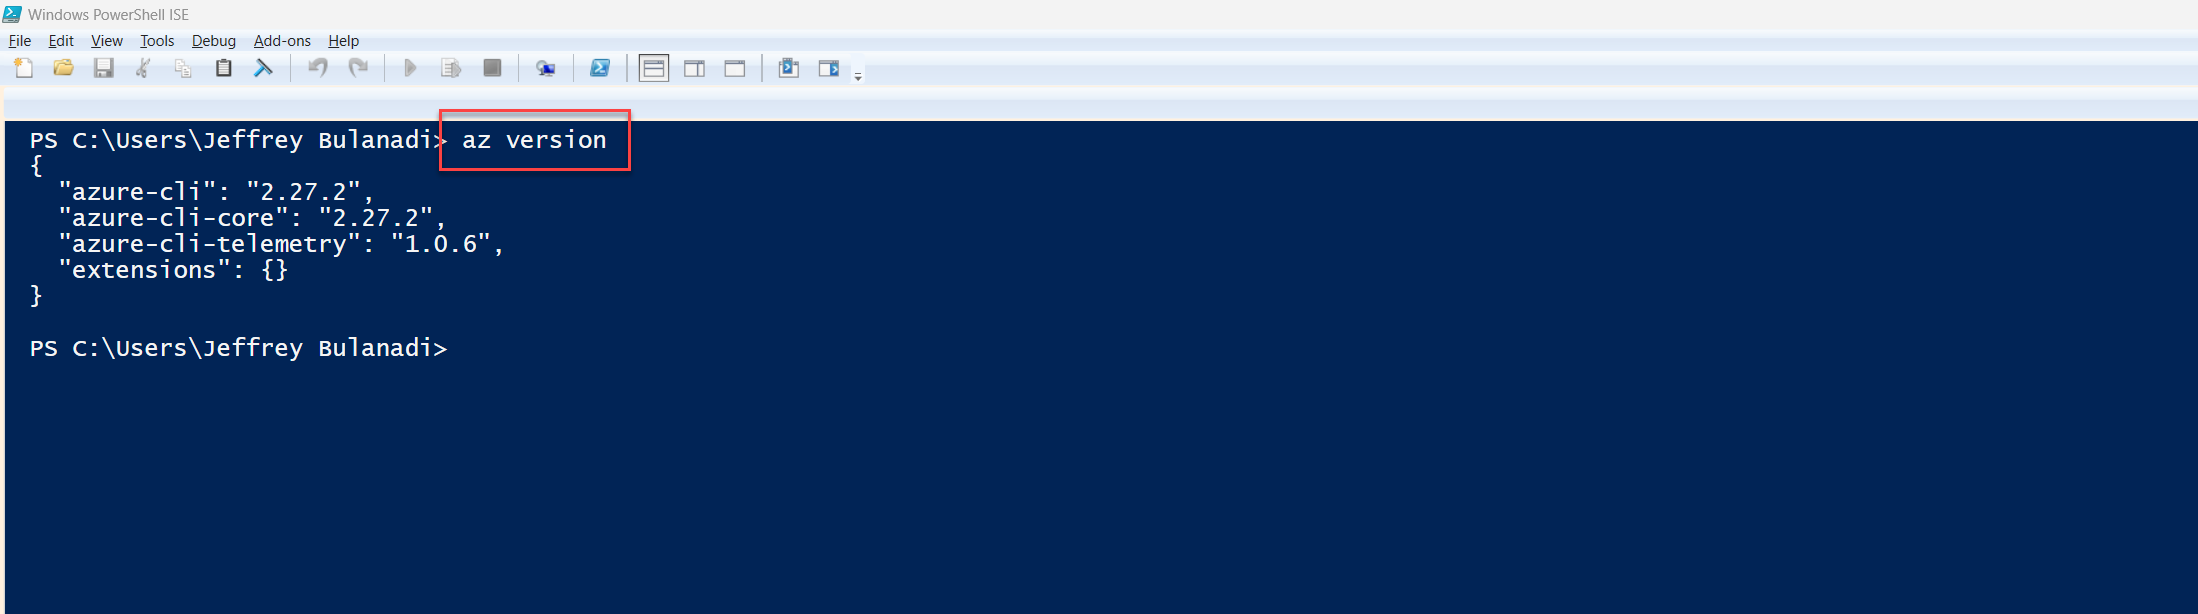 Windows PowerShell ISE
File Edit View Tools Debug Add-ons Help
PS C:\Users\Jeffrey Bulanadi> az version
{
  "azure-cli": "2.27.2",
  "azure-cli-core": "2.27.2",
  "azure-cli-telemetry": "1.0.6",
  "extensions": {}
}
PS C:\Users\Jeffrey Bulanadi>